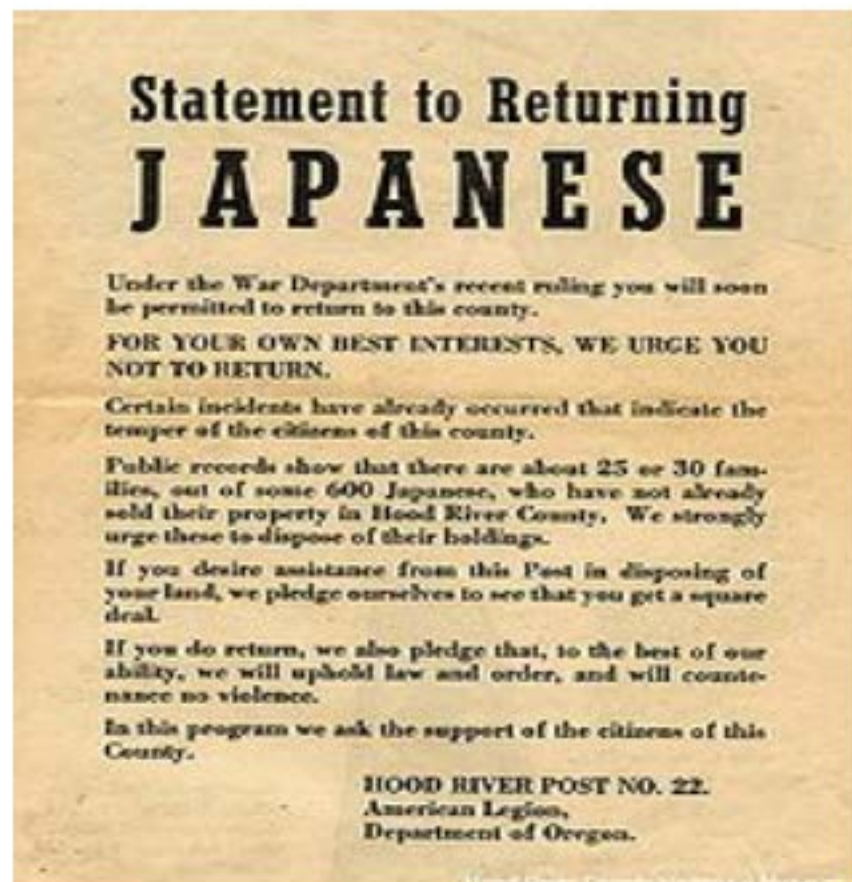 Statement to Returning
JAPANESE
Under the War Department's recent ruling you will soon
be permitted to return to this county.
FOR YOUR OWN BEST INTERESTS, WE URGE YOU
NOT TO RETURN.
Certain incidents have already occurred that indicate the
temper of the citizens of this county.
Public records show that there are about 25 or 30 fam-
ilies, out of some 600 Japanese, who have not already
sold their property in Hood River County. We strongly
urge these to dispose of their holdings.
If you desire assistance from this Post in disposing of
your land, we pledge ourselves to see that you get a square
deal.
If you do return, we also pledge that, to the best of our
ability, we will uphold law and order, and will counte-
nance no violence.
In this program we ask the support of the citizens of this
County.
HOOD RIVER POST NO. 22.
American Legion,
Department of Oregon.